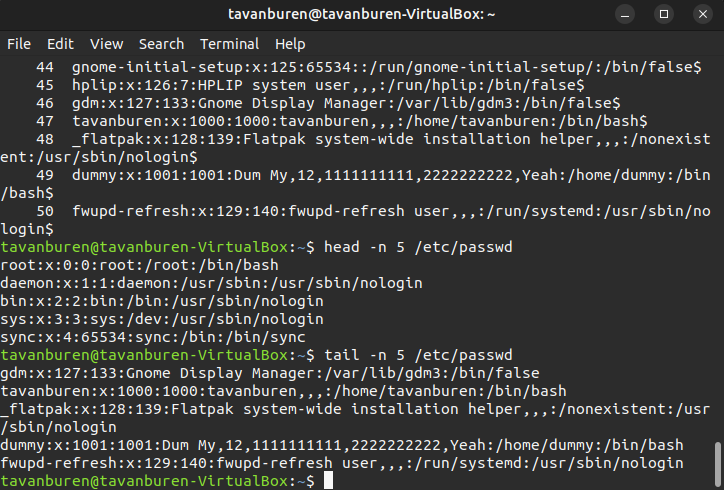 tavanburen@tavanburen-VirtualBox: ~
File Edit View Search Terminal Help
    44  gnome-initial-setup:x:125:65534::/run/gnome-initial-setup/:/bin/false$
    45  hplip:x:126:7:HPLIP system user,,,:/run/hplip:/bin/false$
    46  gdm:x:127:133:Gnome Display Manager:/var/lib/gdm3:/bin/false$
    47  tavanburen:x:1000:1000:tavanburen,,,:/home/tavanburen:/bin/bash$
    48  _flatpak:x:128:139:Flatpak system-wide installation helper,,,:/nonexist
ent:/usr/sbin/nologin$
    49  dummy:x:1001:1001:Dum My,12,1111111111,2222222222,Yeah:/home/dummy:/bin
/bash$
    50  fwupd-refresh:x:129:140:fwupd-refresh user,,,:/run/systemd:/usr/sbin/no
login$
tavanburen@tavanburen-VirtualBox:~$ head -n 5 /etc/passwd
root:x:0:0:root:/root:/bin/bash
daemon:x:1:1:daemon:/usr/sbin:/usr/sbin/nologin
bin:x:2:2:bin:/bin:/usr/sbin/nologin
sys:x:3:3:sys:/dev:/usr/sbin/nologin
sync:x:4:65534:sync:/bin:/bin/sync
tavanburen@tavanburen-VirtualBox:~$ tail -n 5 /etc/passwd
gdm:x:127:133:Gnome Display Manager:/var/lib/gdm3:/bin/false
tavanburen:x:1000:1000:tavanburen,,,:/home/tavanburen:/bin/bash
_flatpak:x:128:139:Flatpak system-wide installation helper,,,:/nonexistent:/usr
/sbin/nologin
dummy:x:1001:1001:Dum My,12,1111111111,2222222222,Yeah:/home/dummy:/bin/bash
fwupd-refresh:x:129:140:fwupd-refresh user,,,:/run/systemd:/usr/sbin/nologin
tavanburen@tavanburen-VirtualBox:~$